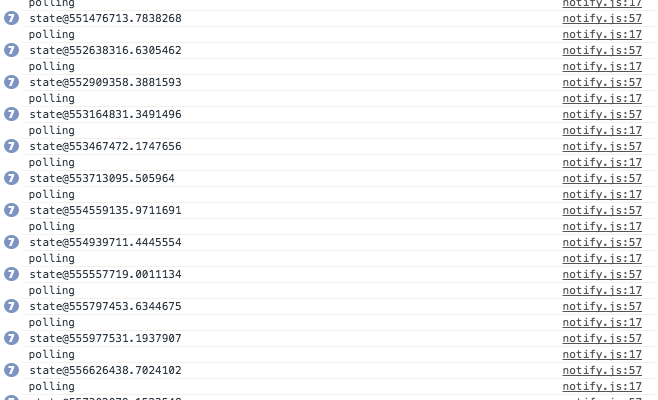 polling notify.js:17
7 state@551476713.7838268 notify.js:57
polling notify.js:17
7 state@552638316.6305462 notify.js:57
polling notify.js:17
7 state@552909358.3881593 notify.js:57
polling notify.js:17
7 state@553164831.3491496 notify.js:57
polling notify.js:17
7 state@553467472.1747656 notify.js:57
polling notify.js:17
7 state@553713095.505964 notify.js:57
polling notify.js:17
7 state@554559135.9711691 notify.js:57
polling notify.js:17
7 state@554939711.4445554 notify.js:57
polling notify.js:17
7 state@555557719.0011134 notify.js:57
polling notify.js:17
7 state@555797453.6344675 notify.js:57
polling notify.js:17
7 state@555977531.1937907 notify.js:57
polling notify.js:17
7 state@556626438.7024102 notify.js:57
polling notify.js:17